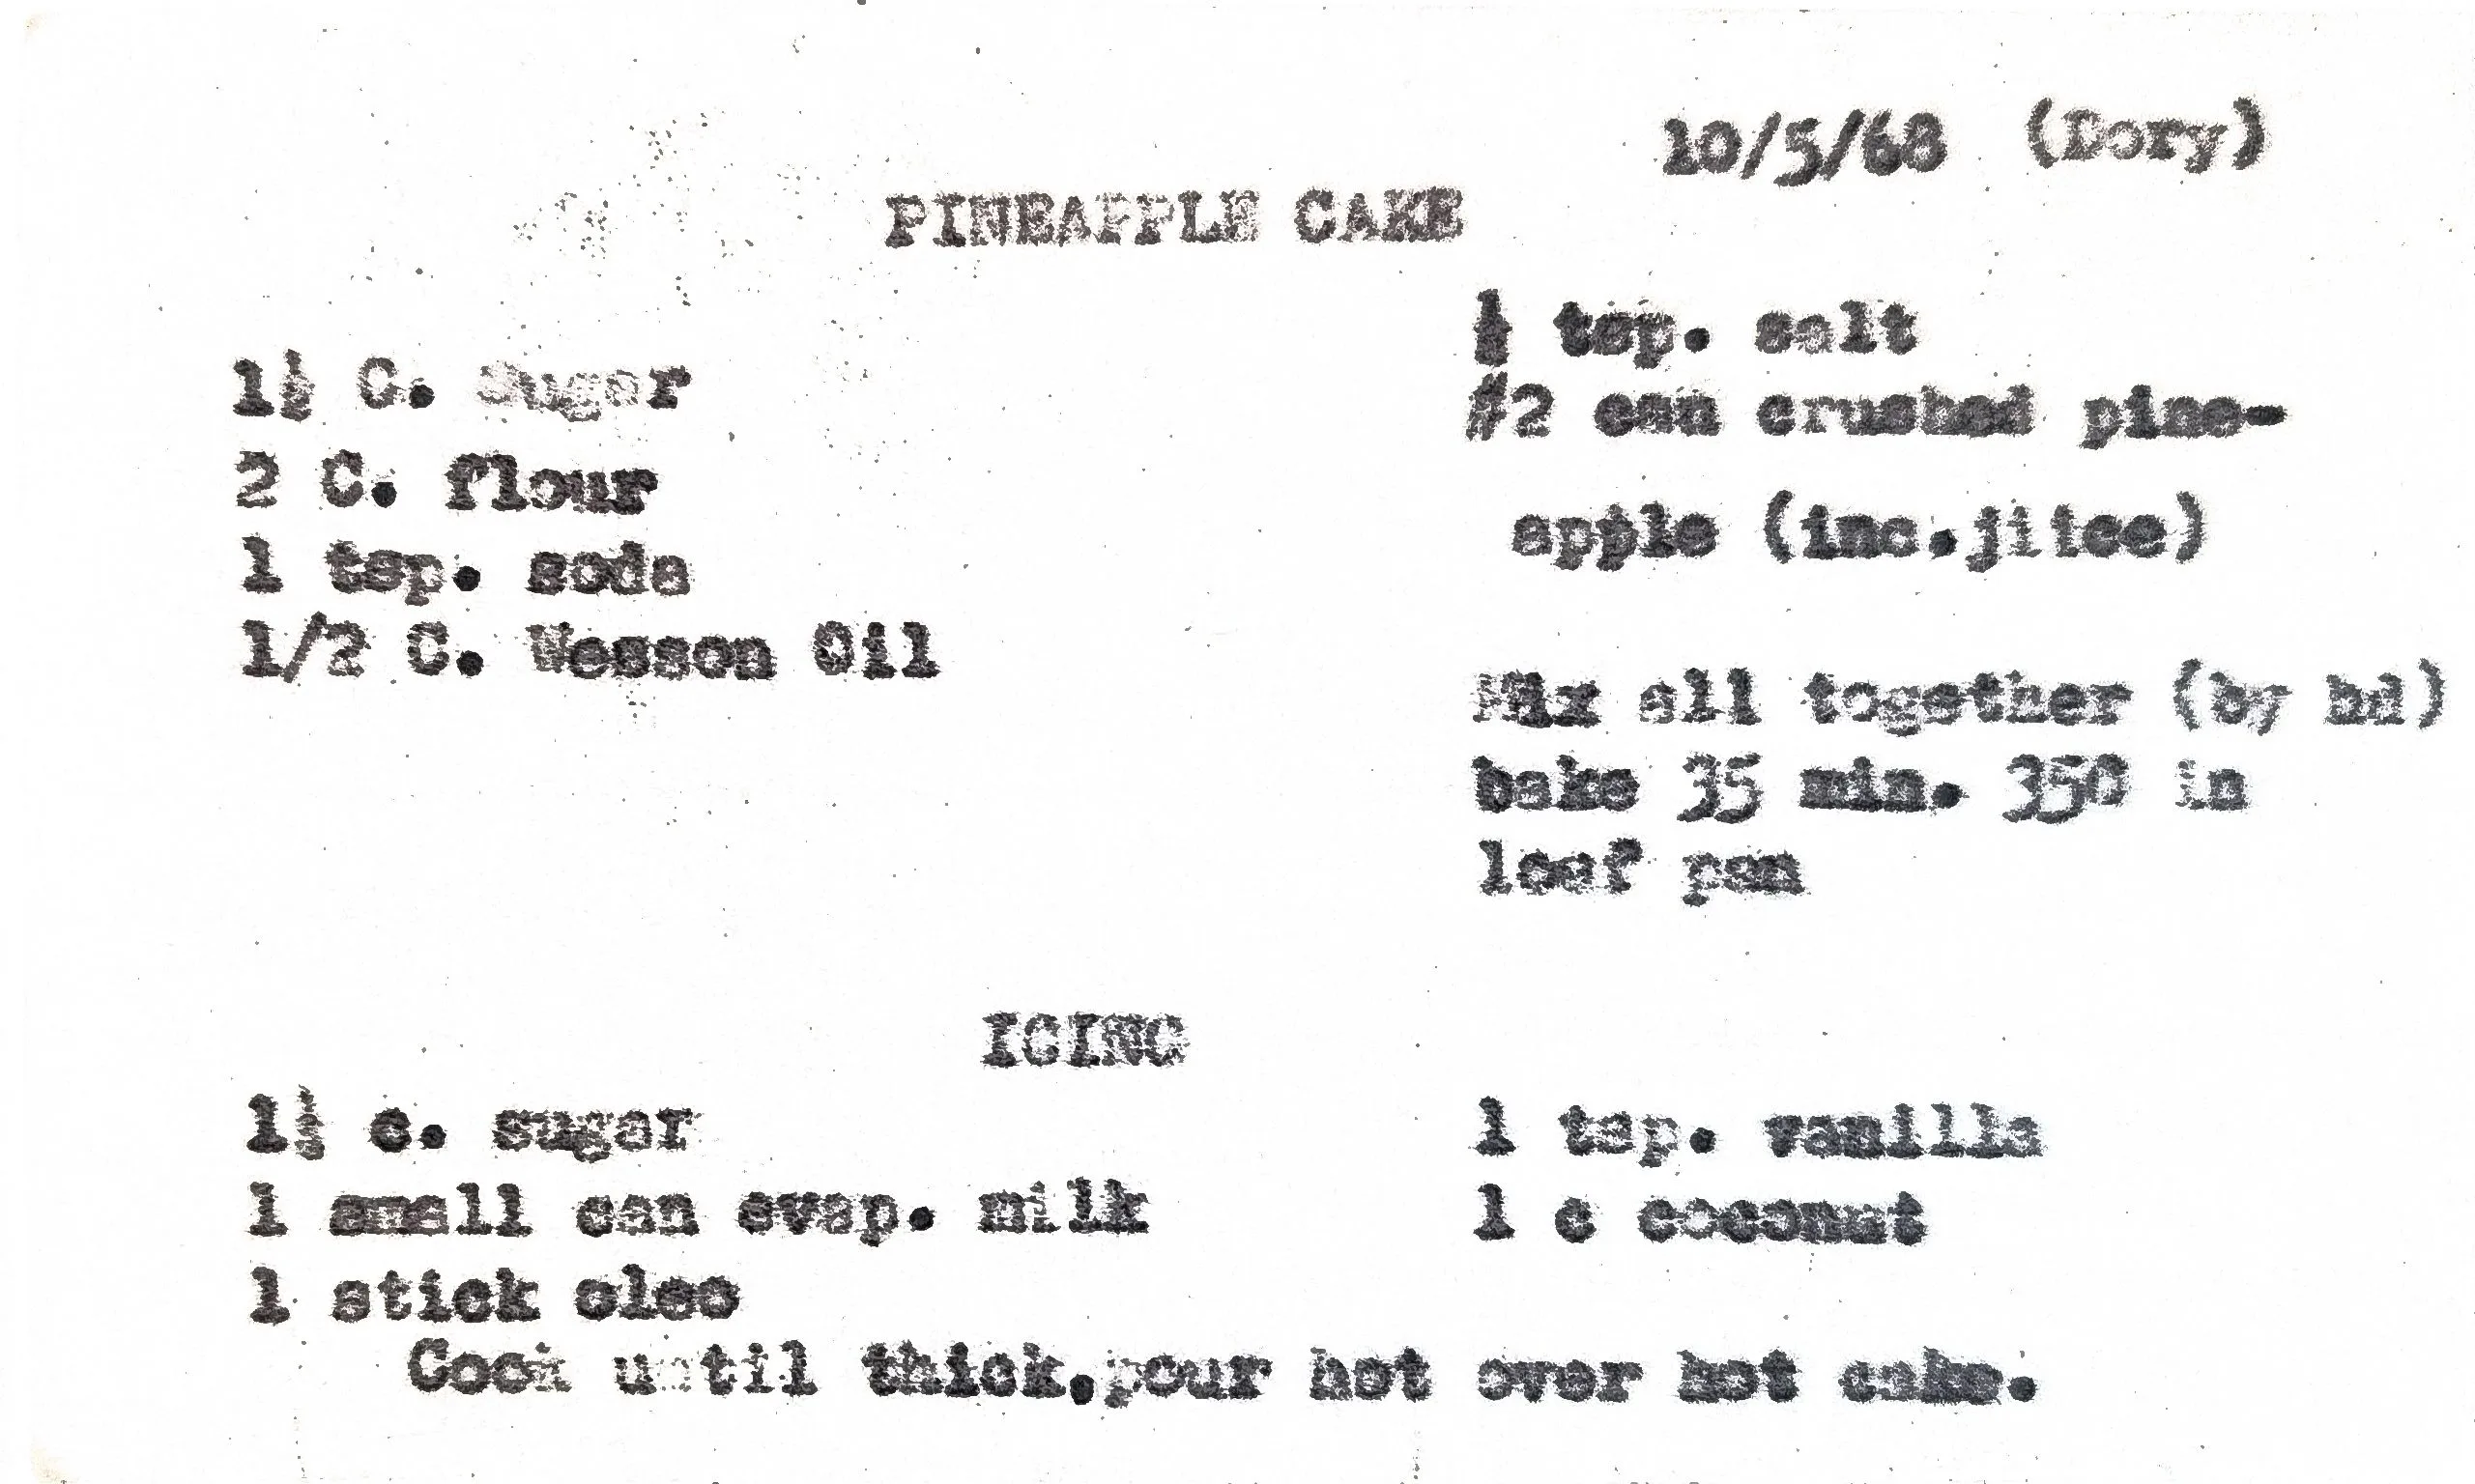 10/5/68 (Dory)
PINEAPPLE CAKE
1½ C. Sugar
2 C. flour
1 tsp. soda
1/2 C. Wesson Oil
tsp. salt
#2 can crushed pine-
apple (inc.jitce)
Mix all together (by hd)
bake 35 min. 350 in
loaf pan
ICING
1½ c. sugar
1 small can evap. milk
1 stick oleo
1 tsp. vanilla
1 c coconut
Cook until thick,pour hot over hot cake.